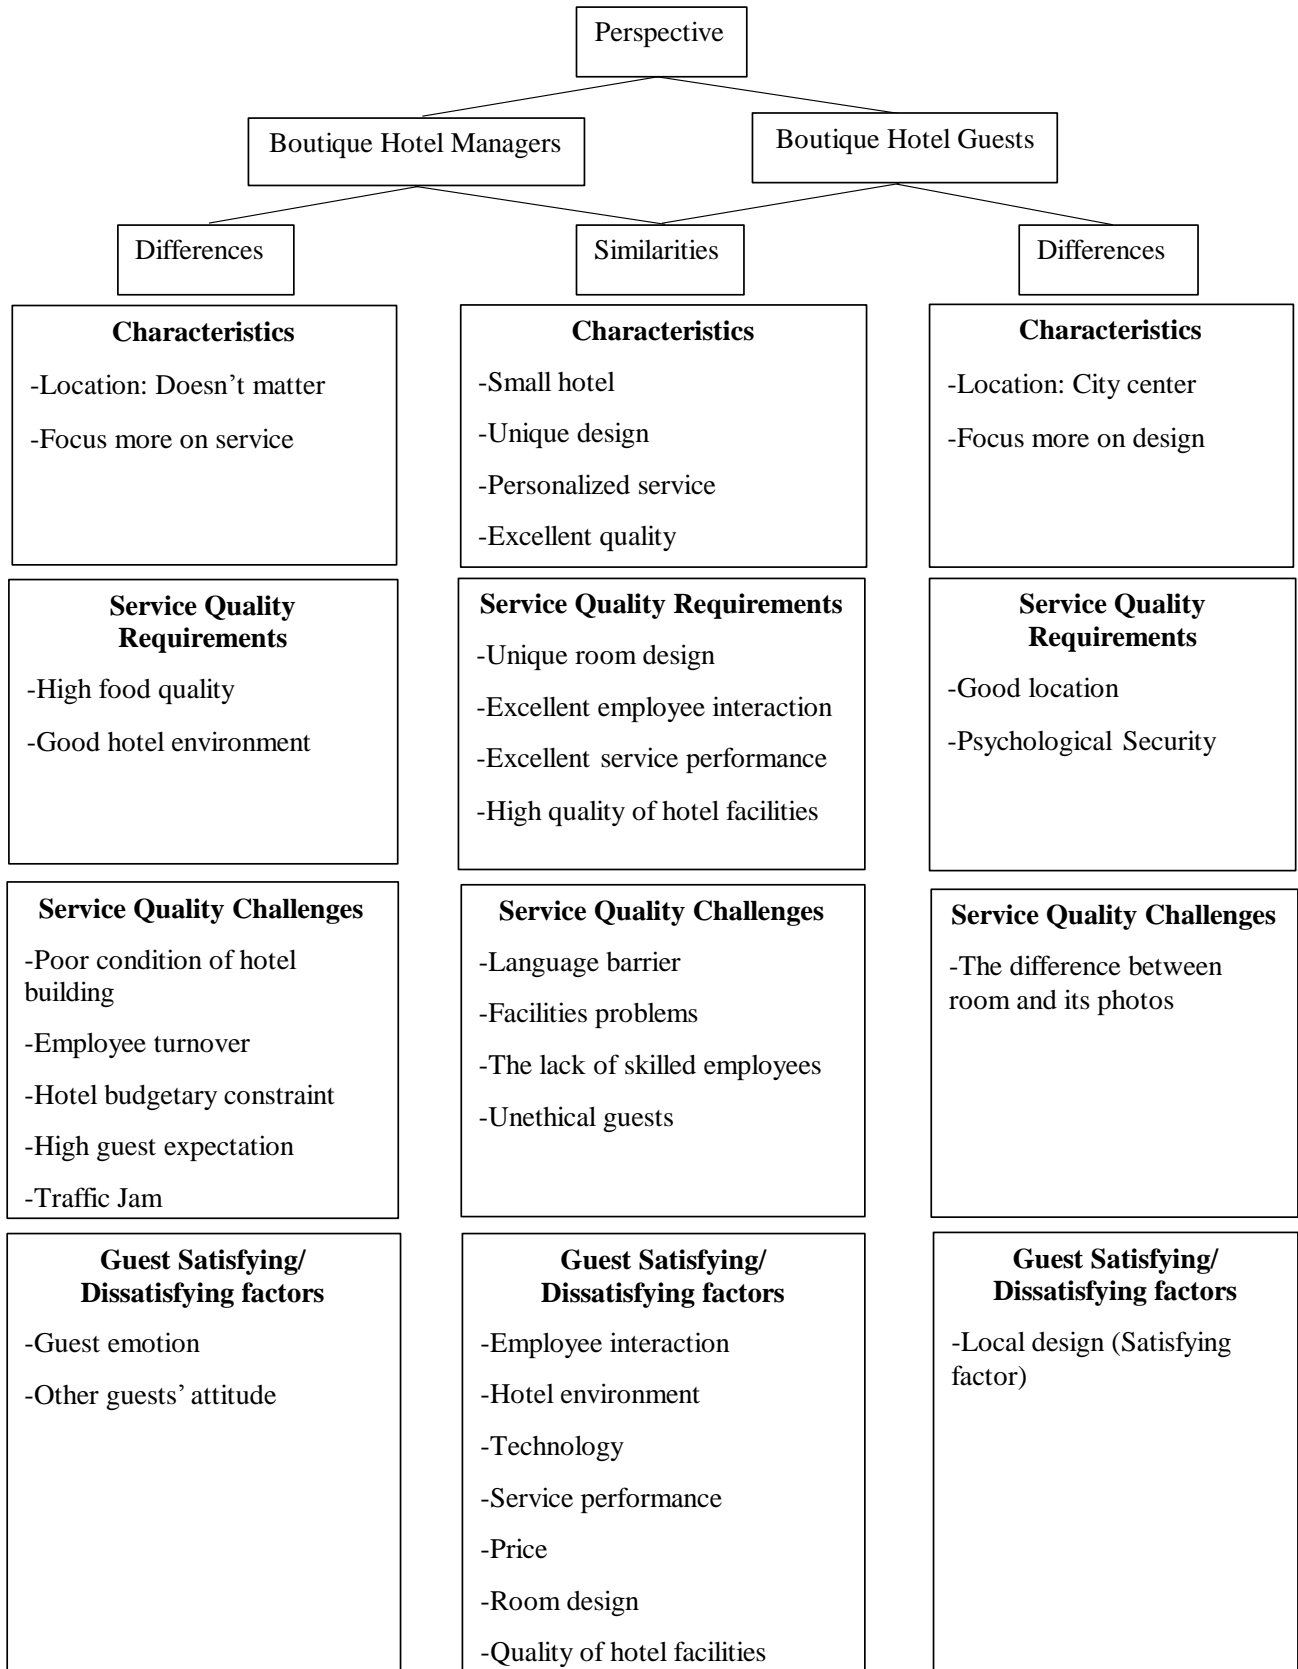 Perspective
Boutique Hotel Managers
Boutique Hotel Guests
Differences
Similarities
Differences
Characteristics
-Location: Doesn’t matter
-Focus more on service
Characteristics
-Small hotel
-Unique design
-Personalized service
-Excellent quality
Characteristics
-Location: City center
-Focus more on design
Service Quality
Requirements
-High food quality
-Good hotel environment
Service Quality Requirements
-Unique room design
-Excellent employee interaction
-Excellent service performance
-High quality of hotel facilities
Service Quality
Requirements
-Good location
-Psychological Security
Service Quality Challenges
-Poor condition of hotel
building
-Employee turnover
-Hotel budgetary constraint
-High guest expectation
-Traffic Jam
Service Quality Challenges
-Language barrier
-Facilities problems
-The lack of skilled employees
-Unethical guests
Service Quality Challenges
-The difference between
room and its photos
Guest Satisfying/
Dissatisfying factors
-Guest emotion
-Other guests’ attitude
Guest Satisfying/
Dissatisfying factors
-Employee interaction
-Hotel environment
-Technology
-Service performance
-Price
-Room design
-Quality of hotel facilities
Guest Satisfying/
Dissatisfying factors
-Local design (Satisfying
factor)